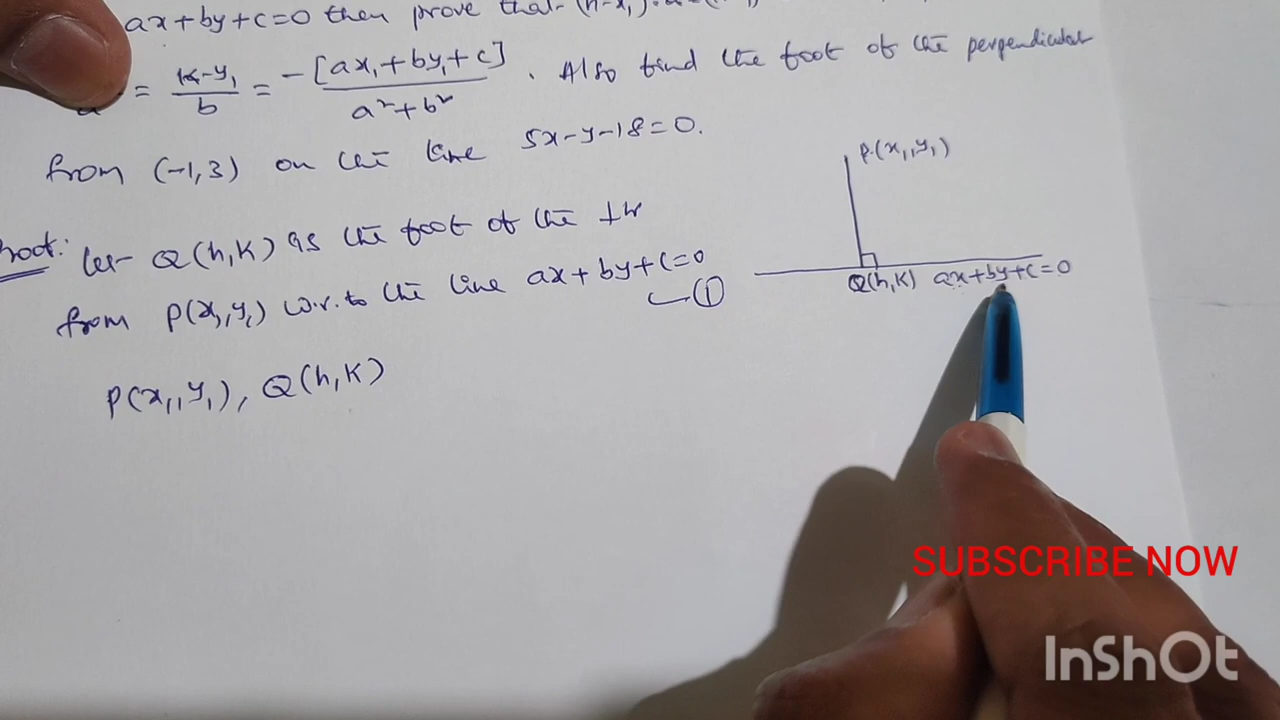 ax+by+c=0 then prove that (h-x₁):a=
= k-y₁/b = -[ax₁+by₁+c]/a²+b² . Also find the foot of the perpendicular
from (-1,3) on the line 5x-y-18=0.
P(x₁,y₁)
Proof: let Q(h,k) is the foot of the ⊥r
from P(x₁,y₁) w.r.to the line ax+by+c=0
①
Q(h,k) ax+by+c=0
P(x₁,y₁), Q(h,k)
SUBSCRIBE NOW
InShOt